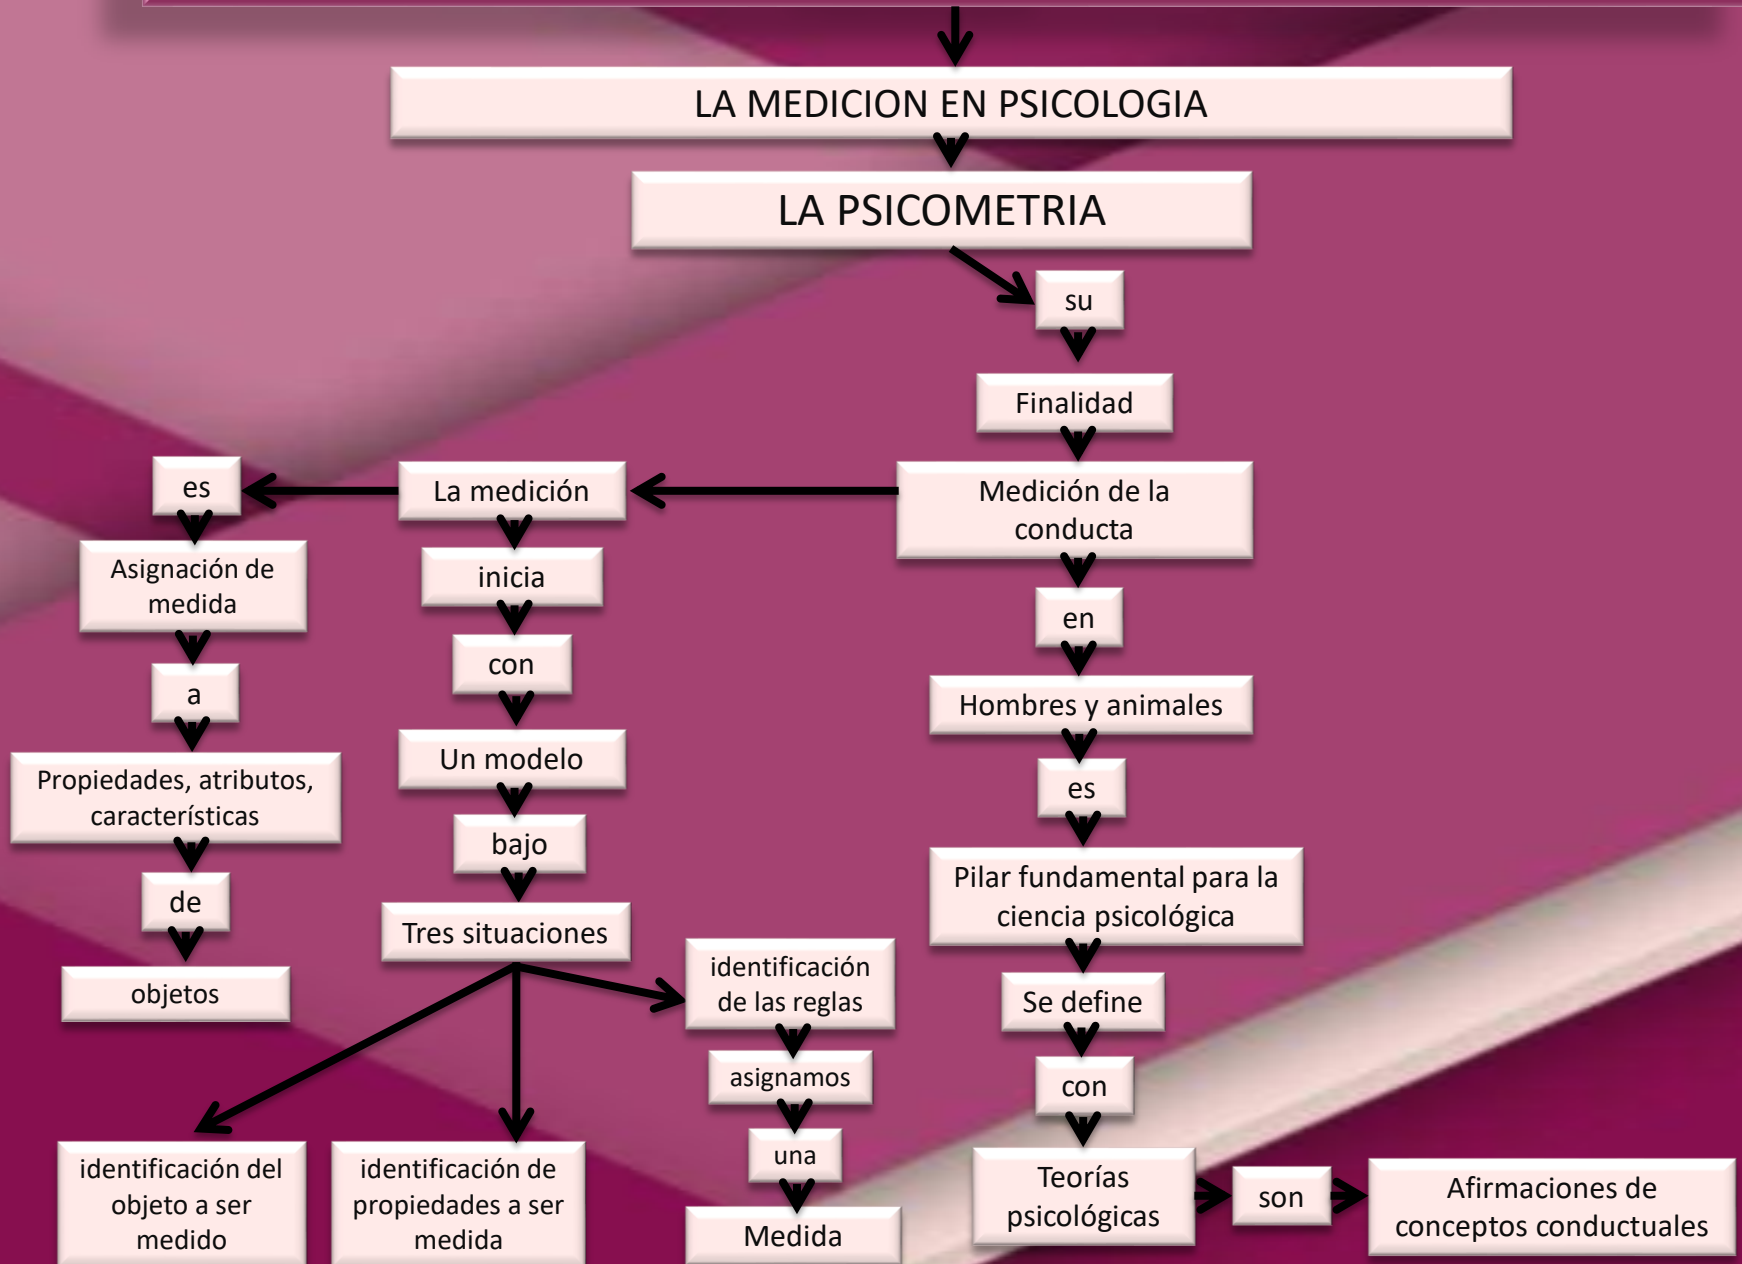 LA MEDICION EN PSICOLOGIA
LA PSICOMETRIA
su
Finalidad
Medición de la
conducta
en
Hombres y animales
es
Pilar fundamental para la
ciencia psicológica
Se define
con
Teorías
psicológicas
son
Afirmaciones de
conceptos conductuales
La medición
inicia
con
Un modelo
bajo
Tres situaciones
identificación del
objeto a ser
medido
identificación de
propiedades a ser
medida
identificación
de las reglas
asignamos
una
Medida
es
Asignación de
medida
a
Propiedades, atributos,
características
de
objetos